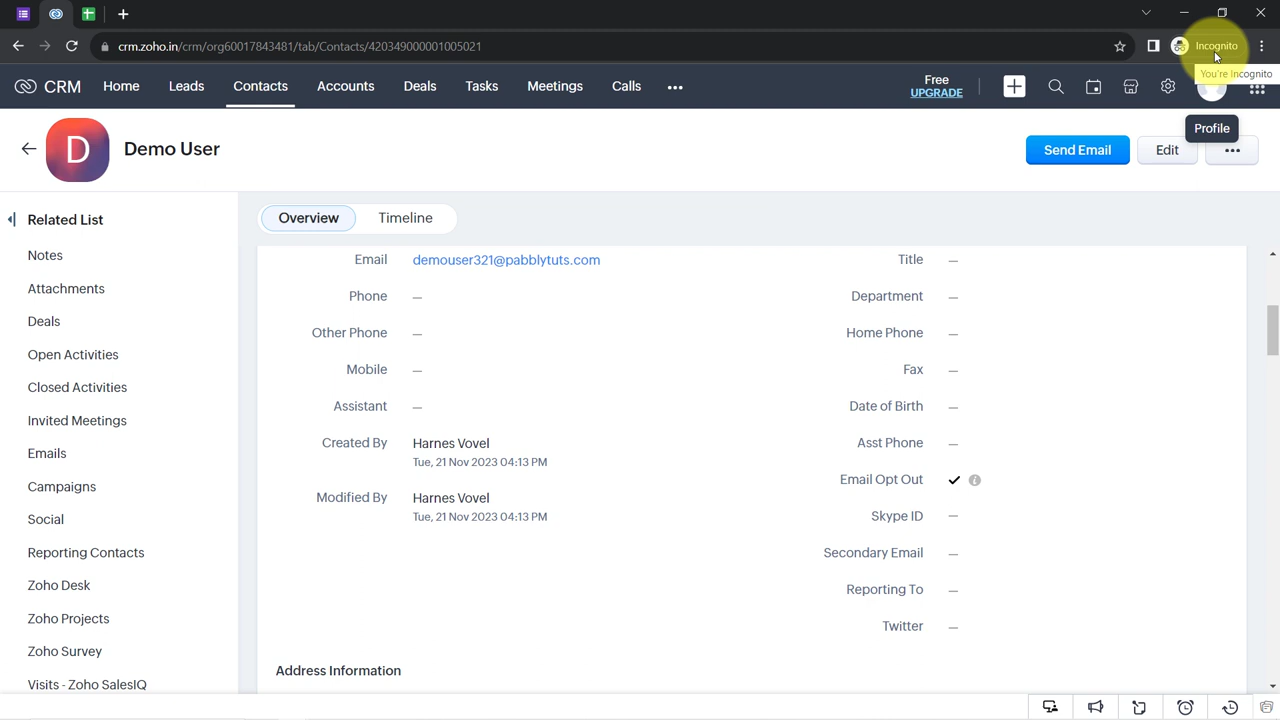 crm.zoho.in/crm/org60017843481/tab/Contacts/420349000001005021
Incognito
You're Incognito
CRM Home Leads Contacts Accounts Deals Tasks Meetings Calls
Free
UPGRADE
Profile
D Demo User
Send Email Edit
Related List
Overview Timeline
Notes
Attachments
Deals
Open Activities
Closed Activities
Invited Meetings
Emails
Campaigns
Social
Reporting Contacts
Zoho Desk
Zoho Projects
Zoho Survey
Visits - Zoho SalesIQ
Email demouser321@pabblytuts.com
Phone —
Other Phone —
Mobile —
Assistant —
Created By Harnes Vovel
Tue, 21 Nov 2023 04:13 PM
Modified By Harnes Vovel
Tue, 21 Nov 2023 04:13 PM
Title —
Department —
Home Phone —
Fax —
Date of Birth —
Asst Phone —
Email Opt Out
Skype ID —
Secondary Email —
Reporting To —
Twitter —
Address Information